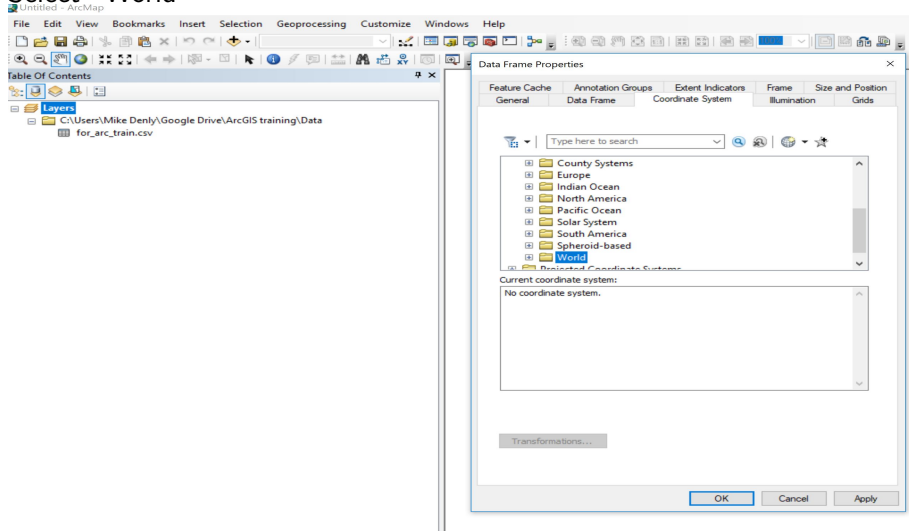 Select "World"
Untitled - ArcMap
File Edit View Bookmarks Insert Selection Geoprocessing Customize Windows Help
Table Of Contents
Layers
C:\Users\Mike Denly\Google Drive\ArcGIS training\Data
for_arc_train.csv
Data Frame Properties
Feature Cache Annotation Groups Extent Indicators Frame Size and Position
General Data Frame Coordinate System Illumination Grids
Type here to search
County Systems
Europe
Indian Ocean
North America
Pacific Ocean
Solar System
South America
Spheroid-based
World
Projected Coordinate Systems
Current coordinate system:
No coordinate system.
Transformations...
OK Cancel Apply